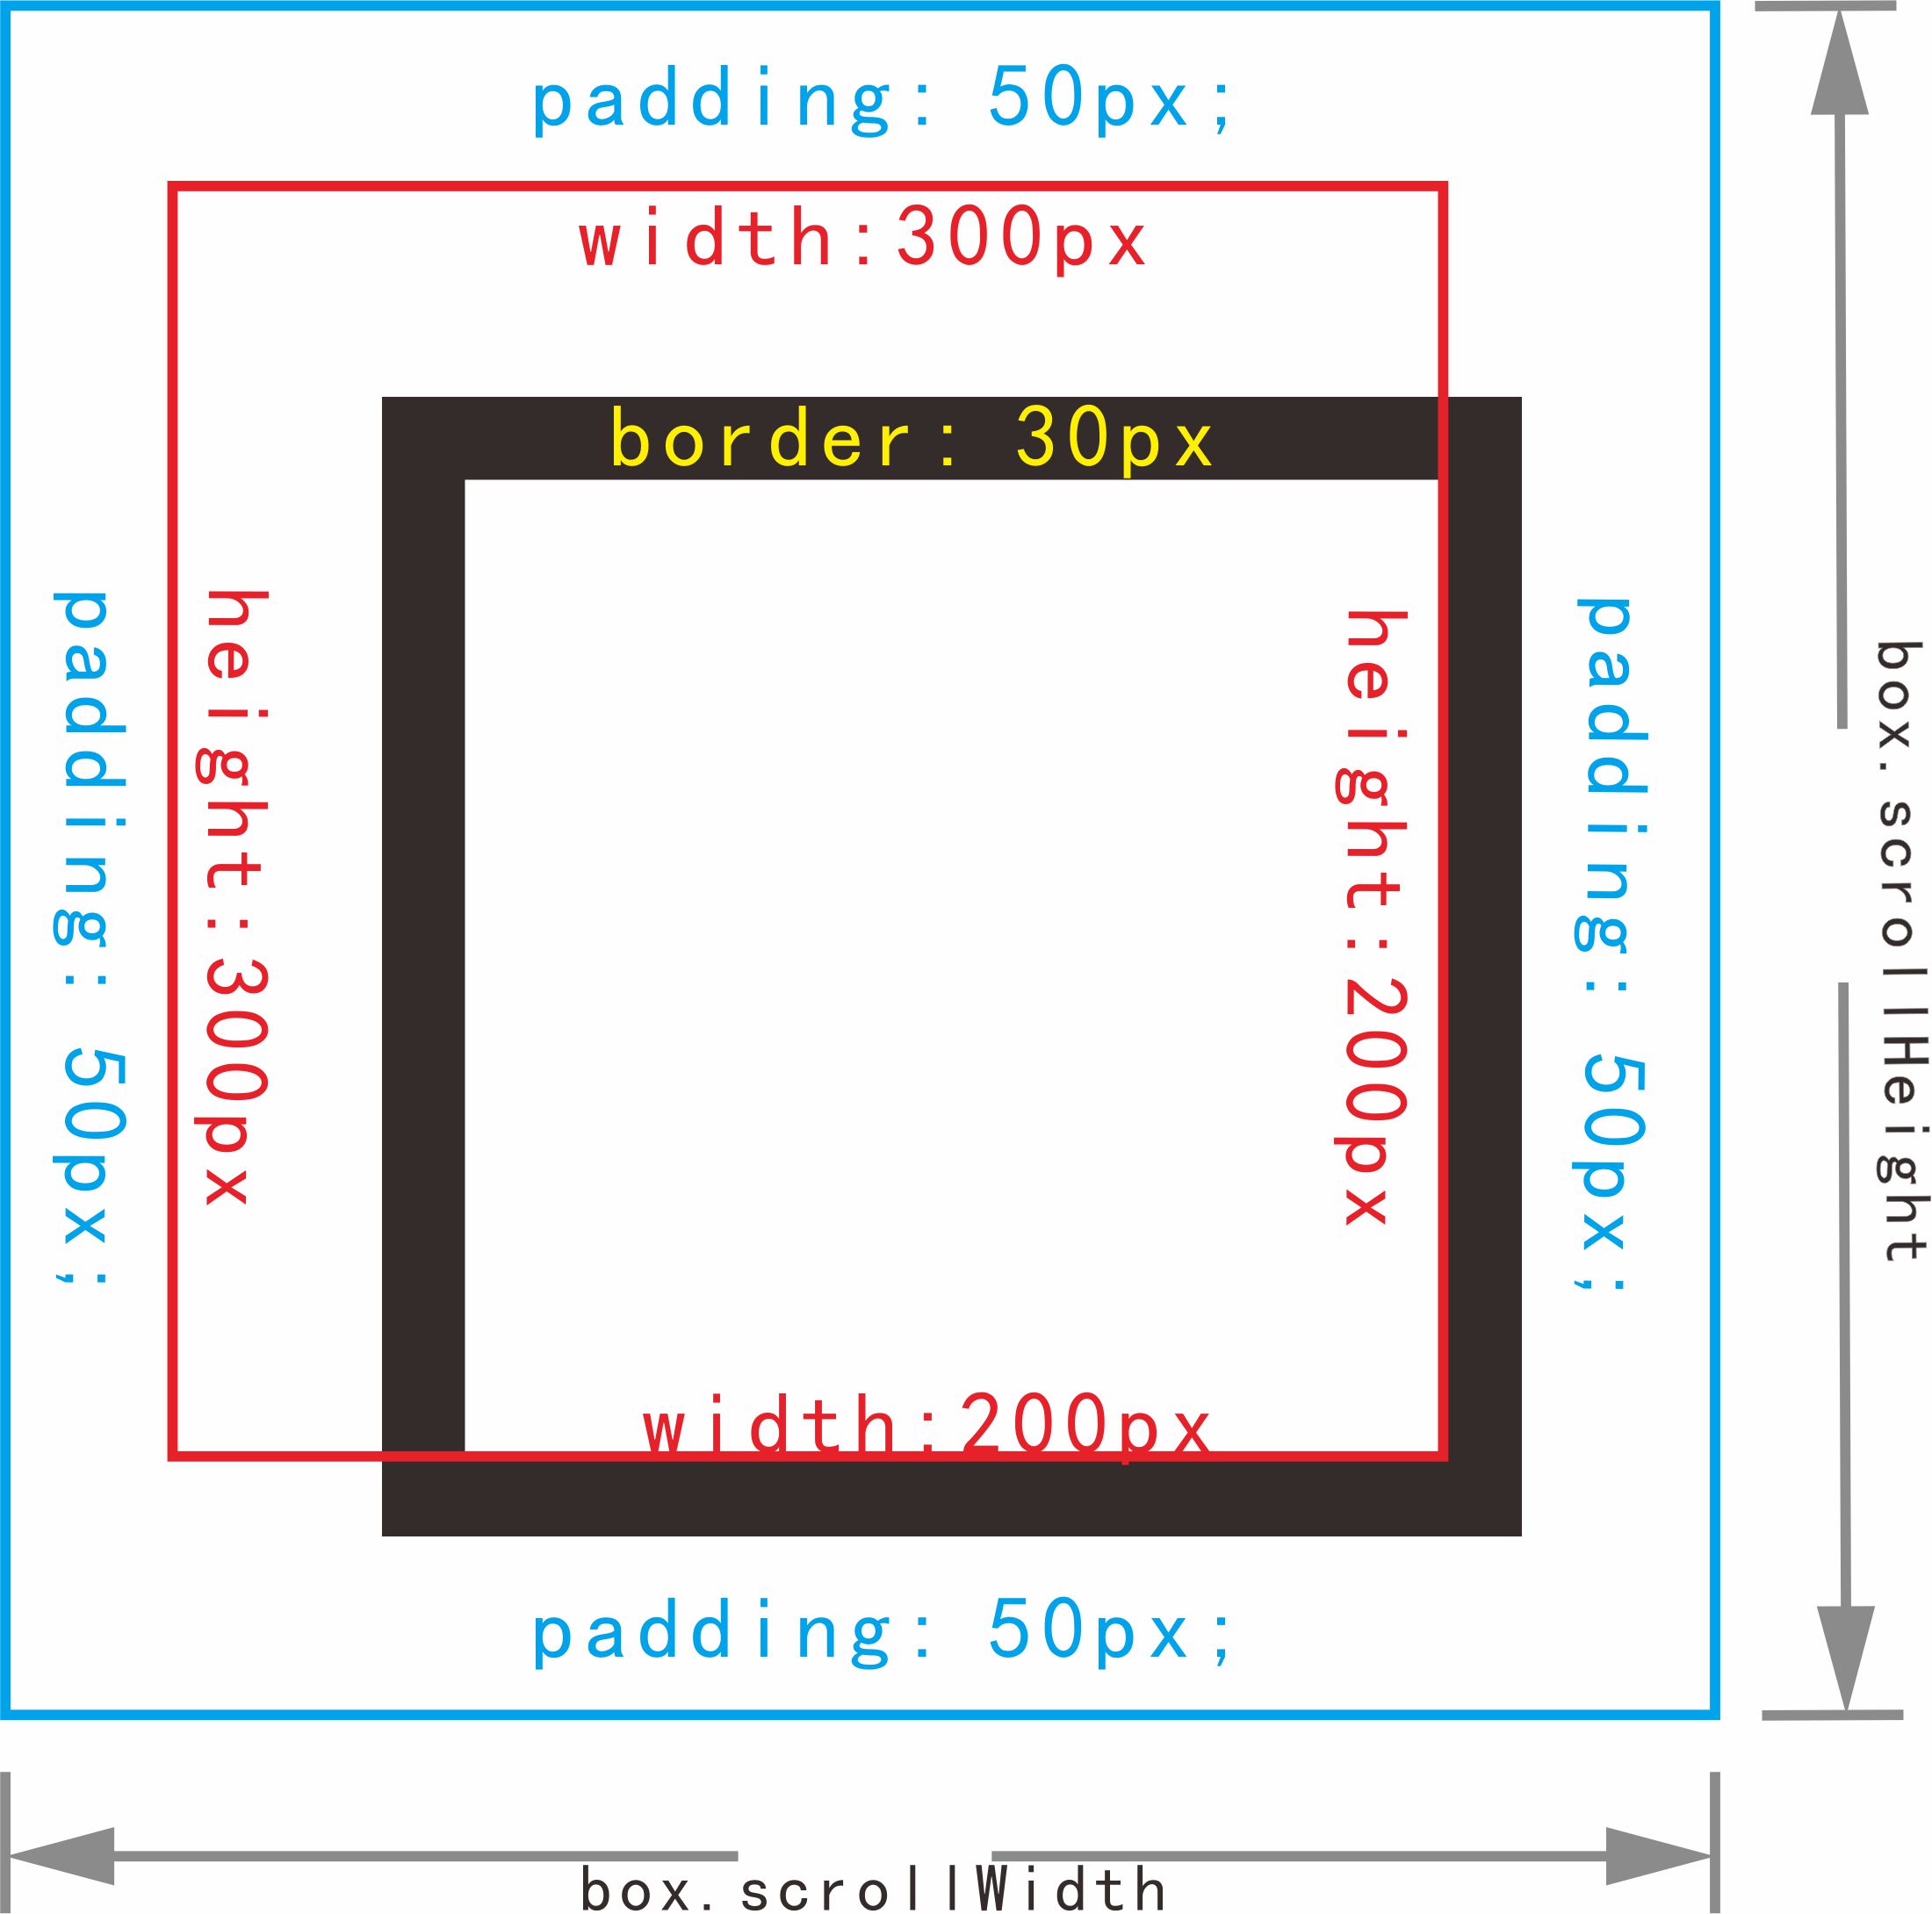 padding: 50px;
width:300px
border: 30px
padding: 50px;
height:300px
height:200px
padding: 50px;
box.scrollHeight
width:200px
padding: 50px;
box.scrollWidth